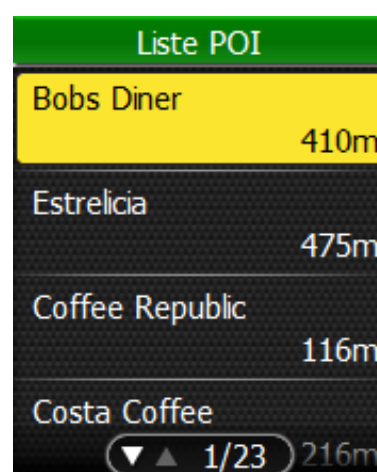 Liste POI
Bobs Diner
410m
Estrelicia
475m
Coffee Republic
116m
Costa Coffee
1/23 216m